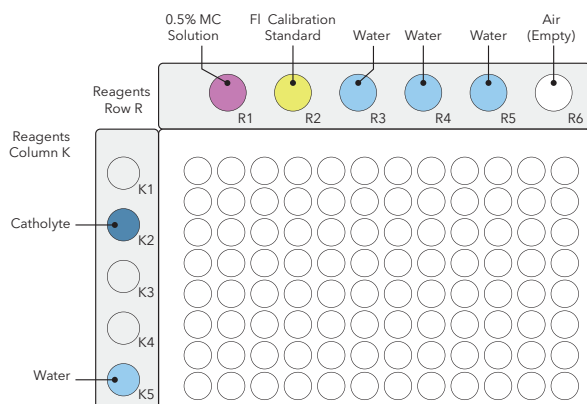 0.5% MC
Solution
Fl Calibration
Standard
Water
Water
Water
Air
(Empty)
Reagents
Row R
R1
R2
R3
R4
R5
R6
Reagents
Column K
K1
Catholyte
K2
K3
K4
Water
K5